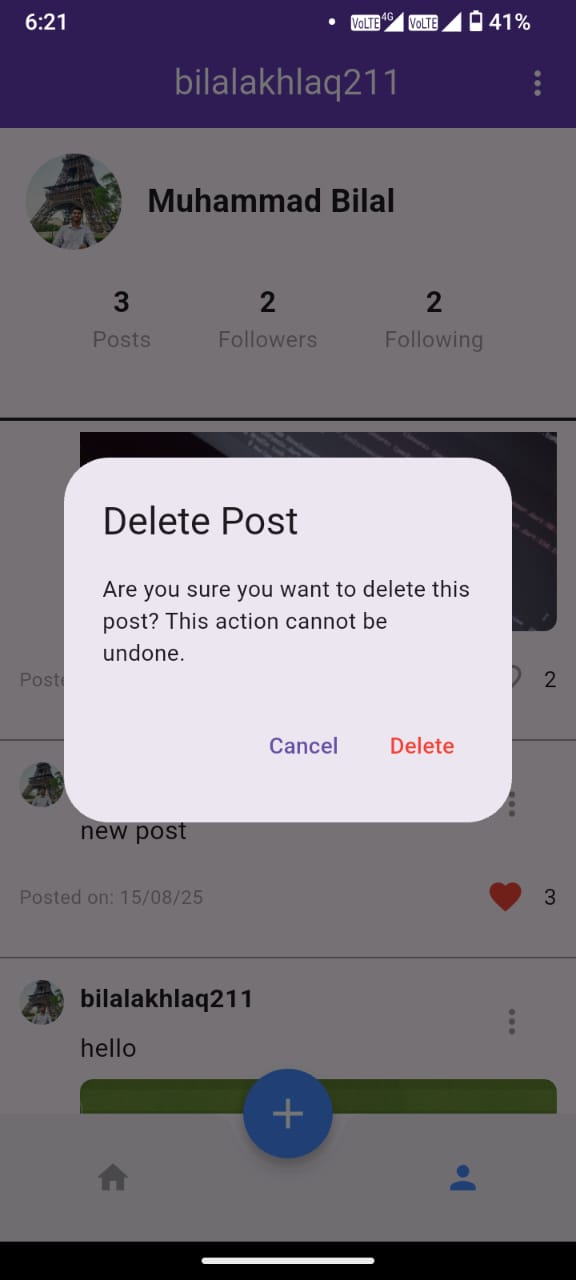 6:21 VoLTE 4G VoLTE 41%
bilalakhlaq211
Muhammad Bilal
3 2 2
Posts Followers Following
Delete Post
Are you sure you want to delete this
post? This action cannot be
undone.
Cancel Delete
2
new post
Posted on: 15/08/25 3
bilalakhlaq211
hello